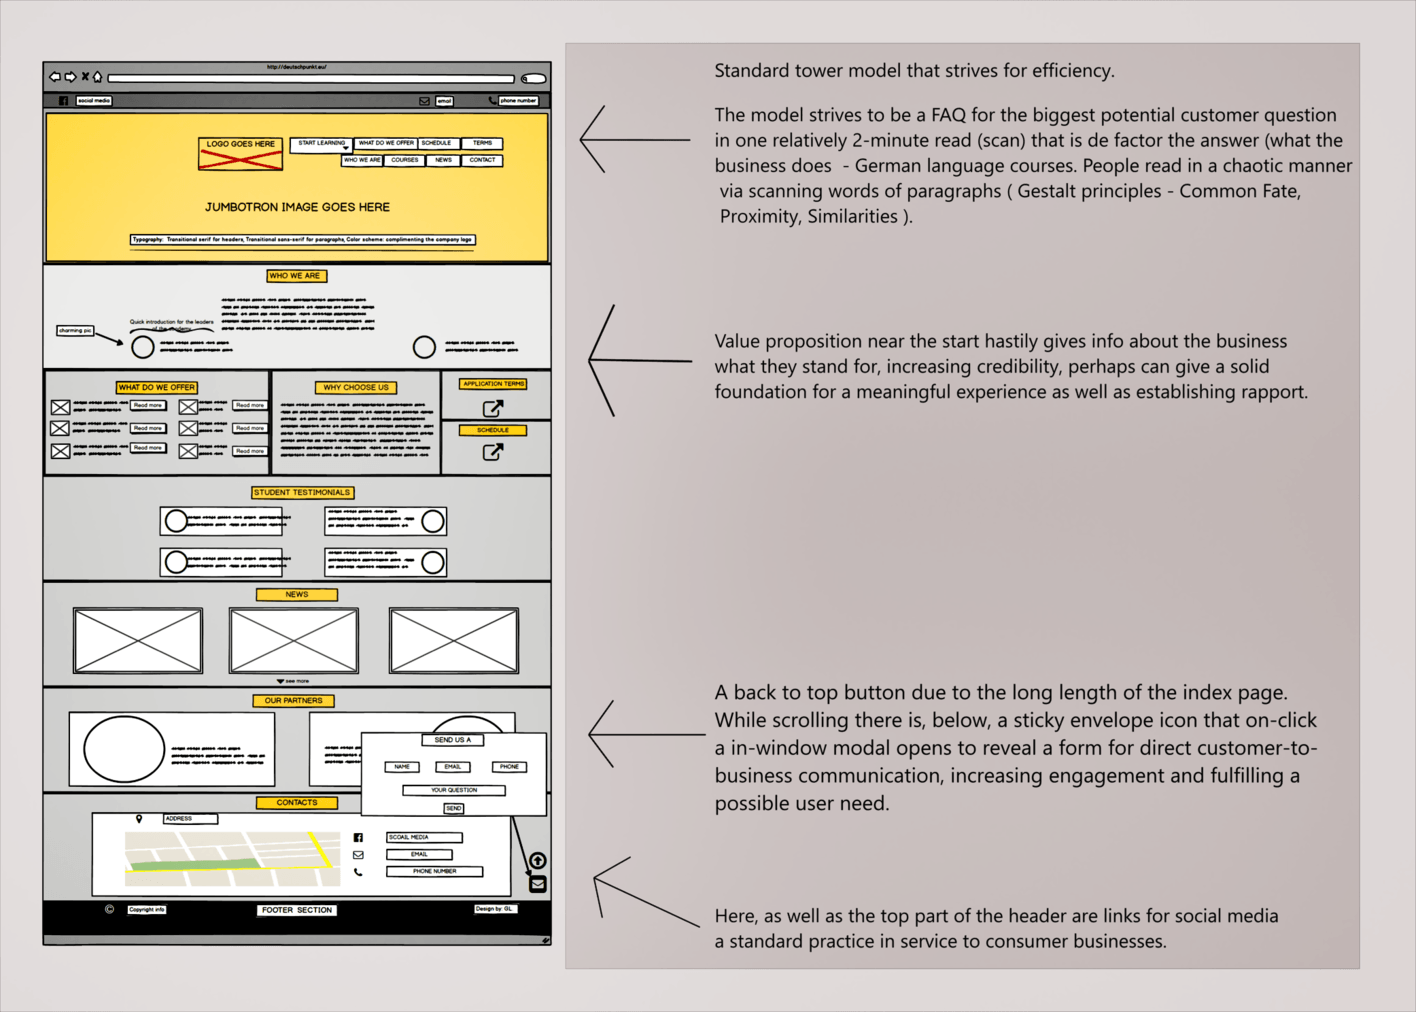 http://deutschpunkt.eu/
social media
email
phone number
LOGO GOES HERE
START LEARNING
WHAT DO WE OFFER
SCHEDULE
TERMS
WHO WE ARE
COURSES
NEWS
CONTACT
JUMBOTRON IMAGE GOES HERE
Typography: Transitional serif for headers, Transitional sans-serif for paragraphs, Color scheme: complimenting the company logo
WHO WE ARE
Quick introduction for the leaders
of the
charming pic
WHAT DO WE OFFER
Read more
Read more
Read more
Read more
Read more
Read more
WHY CHOOSE US
APPLICATION TERMS
SCHEDULE
STUDENT TESTIMONIALS
NEWS
see more
OUR PARTNERS
SEND US A
NAME
EMAIL
PHONE
YOUR QUESTION
SEND
CONTACTS
ADDRESS
SCOAIL MEDIA
EMAIL
PHONE NUMBER
©
Copyright info
FOOTER SECTION
Design by: GL
Standard tower model that strives for efficiency.
The model strives to be a FAQ for the biggest potential customer question
in one relatively 2-minute read (scan) that is de factor the answer (what the
business does - German language courses. People read in a chaotic manner
via scanning words of paragraphs ( Gestalt principles - Common Fate,
Proximity, Similarities ).
Value proposition near the start hastily gives info about the business
what they stand for, increasing credibility, perhaps can give a solid
foundation for a meaningful experience as well as establishing rapport.
A back to top button due to the long length of the index page.
While scrolling there is, below, a sticky envelope icon that on-click
a in-window modal opens to reveal a form for direct customer-to-
business communication, increasing engagement and fulfilling a
possible user need.
Here, as well as the top part of the header are links for social media
a standard practice in service to consumer businesses.